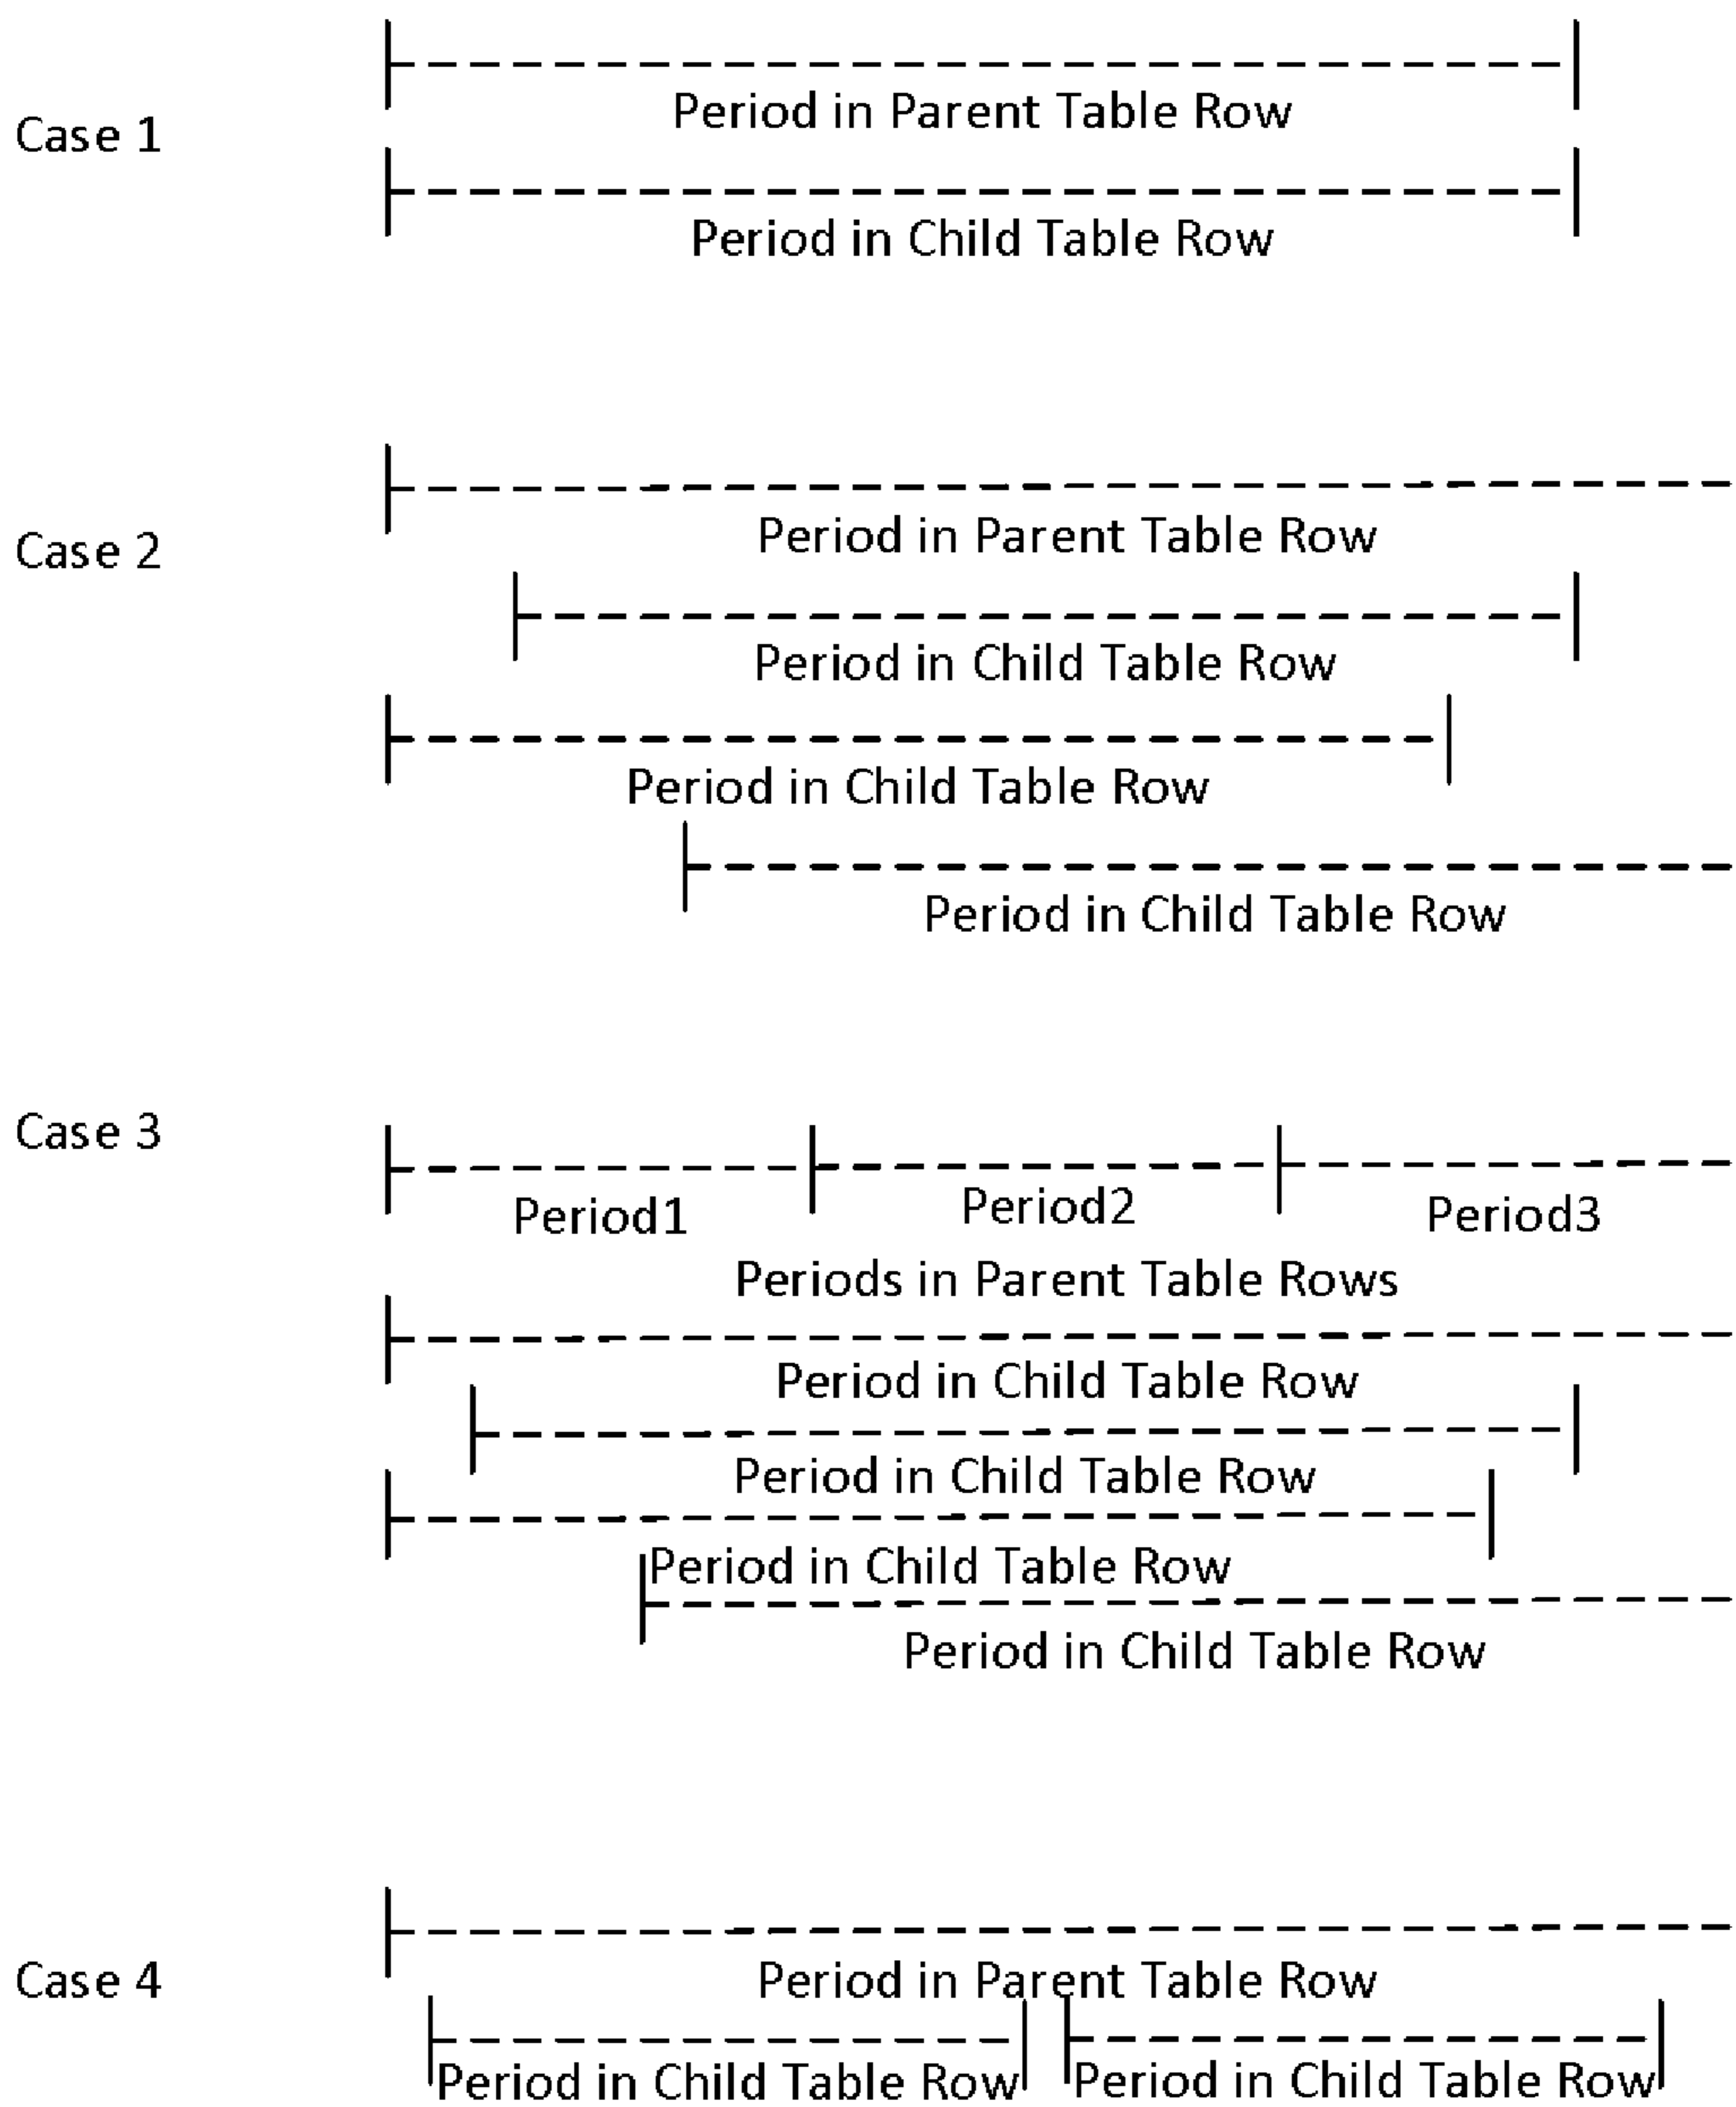 Case 1
Period in Parent Table Row
Period in Child Table Row
Case 2
Period in Parent Table Row
Period in Child Table Row
Period in Child Table Row
Period in Child Table Row
Case 3
Period1
Period2
Period3
Periods in Parent Table Rows
Period in Child Table Row
Period in Child Table Row
Period in Child Table Row
Period in Child Table Row
Case 4
Period in Parent Table Row
Period in Child Table Row
Period in Child Table Row